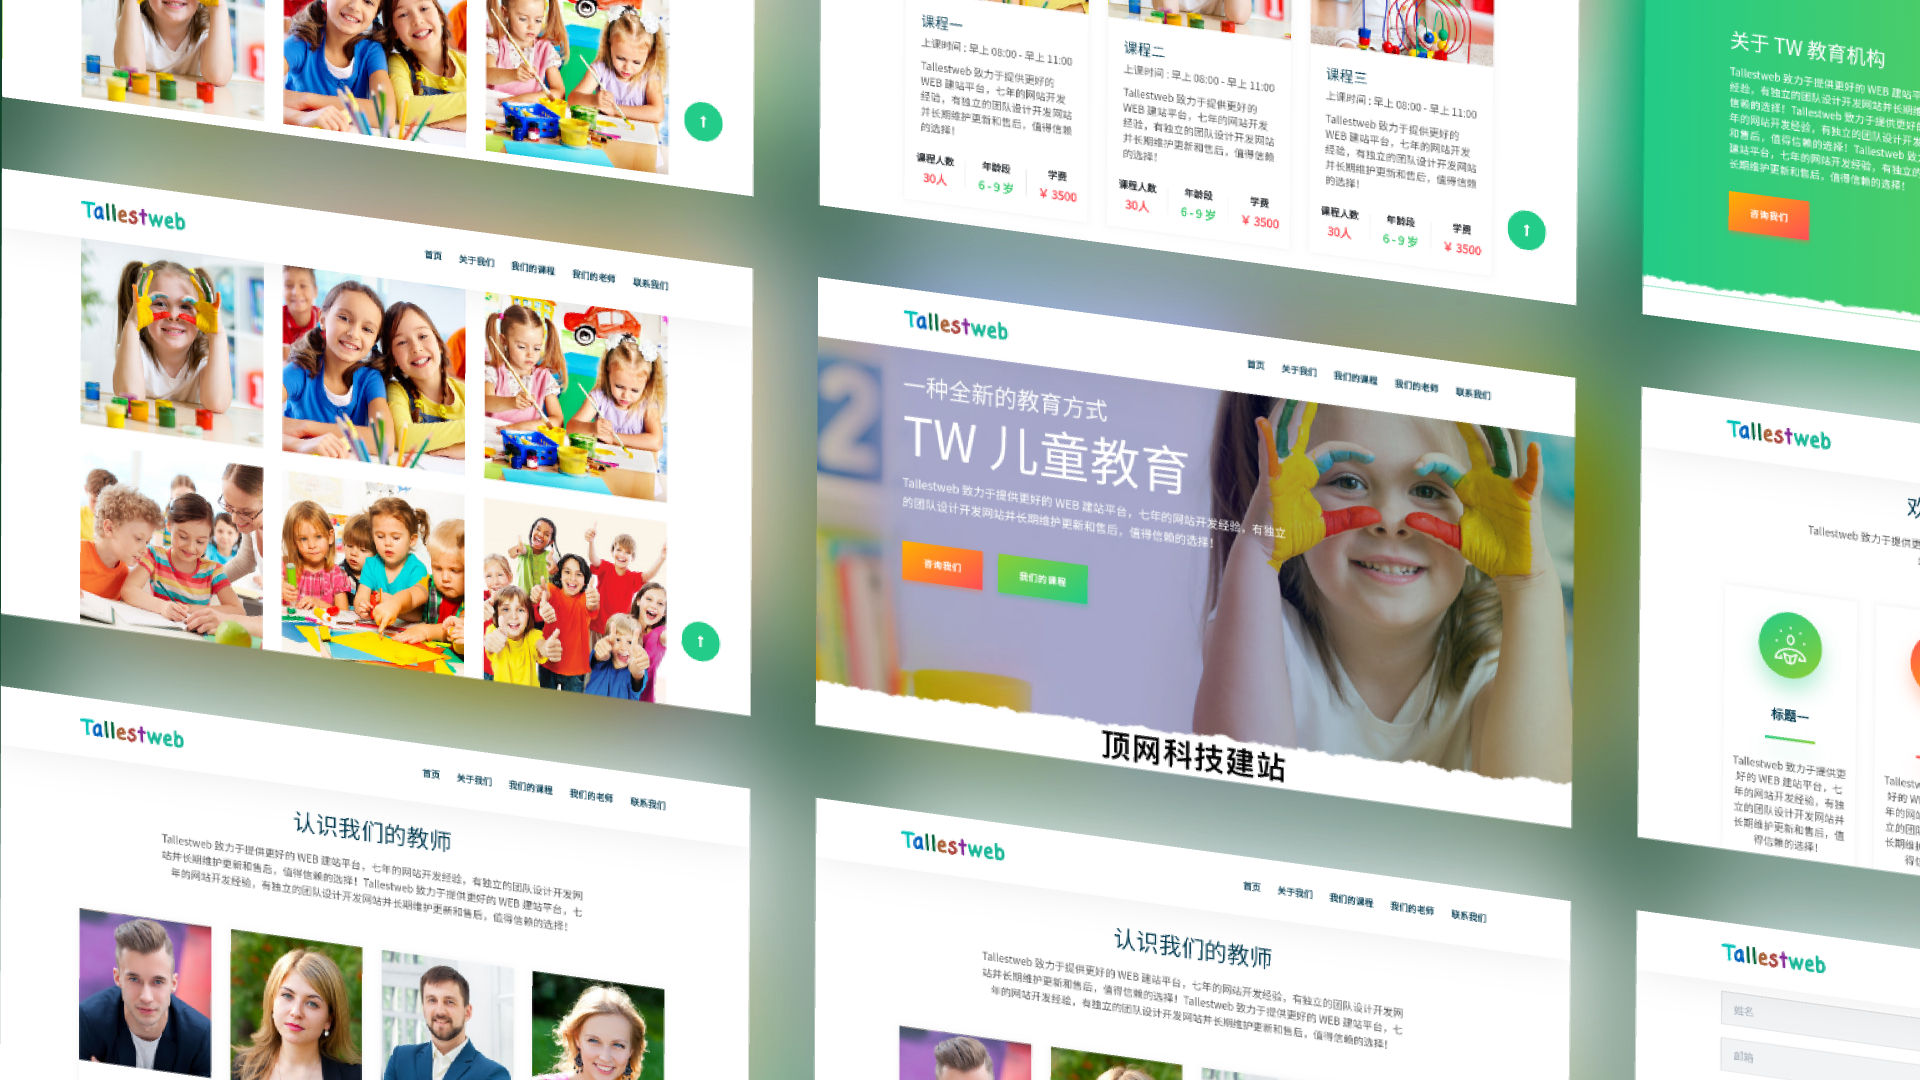 Tallestweb
首页 关于我们 我们的课程 我们的老师 联系我们
Tallestweb
首页 关于我们 我们的课程 我们的老师 联系我们
认识我们的教师
Tallestweb 致力于提供更好的 WEB 建站平台，七年的网站开发经验，有独立的团队设计开发网
站并长期维护更新和售后，值得信赖的选择！Tallestweb 致力于提供更好的 WEB 建站平台，七
年的网站开发经验，有独立的团队设计开发网站并长期维护更新和售后，值得信赖的选择！
课程一
上课时间 : 早上 08:00 - 早上 11:00
Tallestweb 致力于提供更好的
WEB 建站平台，七年的网站开发
经验，有独立的团队设计开发网站
并长期维护更新和售后，值得信赖
的选择！
课程人数 年龄段 学费
30人 6 - 9 岁 ￥ 3500
课程二
上课时间 : 早上 08:00 - 早上 11:00
Tallestweb 致力于提供更好的
WEB 建站平台，七年的网站开发
经验，有独立的团队设计开发网站
并长期维护更新和售后，值得信赖
的选择！
课程人数 年龄段 学费
30人 6 - 9 岁 ￥ 3500
课程三
上课时间 : 早上 08:00 - 早上 11:00
Tallestweb 致力于提供更好的
WEB 建站平台，七年的网站开发
经验，有独立的团队设计开发网站
并长期维护更新和售后，值得信赖
的选择！
课程人数 年龄段 学费
30人 6 - 9 岁 ￥ 3500
Tallestweb
首页 关于我们 我们的课程 我们的老师 联系我们
2
一种全新的教育方式
TW 儿童教育
Tallestweb 致力于提供更好的 WEB 建站平台，七年的网站开发经验，有独立
的团队设计开发网站并长期维护更新和售后，值得信赖的选择！
咨询我们 我们的课程
顶网科技建站
Tallestweb
首页 关于我们 我们的课程 我们的老师 联系我们
认识我们的教师
Tallestweb 致力于提供更好的 WEB 建站平台，七年的网站开发经验，有独立的团队设计开发网
站并长期维护更新和售后，值得信赖的选择！Tallestweb 致力于提供更好的 WEB 建站平台，七
年的网站开发经验，有独立的团队设计开发网站并长期维护更新和售后，值得信赖的选择！
关于 TW 教育机构
Tallestweb 致力于提供更好的 WEB 建站平
经验，有独立的团队设计开发网站并长期维
信赖的选择！Tallestweb 致力于提供更好的
年的网站开发经验，有独立的团队设计开发
和售后，值得信赖的选择！Tallestweb 致
建站平台，七年的网站开发经验，有独立的
长期维护更新和售后，值得信赖的选择！
咨询我们
Tallestweb
Tallestweb 致力于提供更
标题一
Tallestweb 致力于提供更
好的 WEB 建站平台，七
年的网站开发经验，有独
立的团队设计开发网站并
长期维护更新和售后，值
得信赖的选择！
Tallestweb
姓名
邮箱